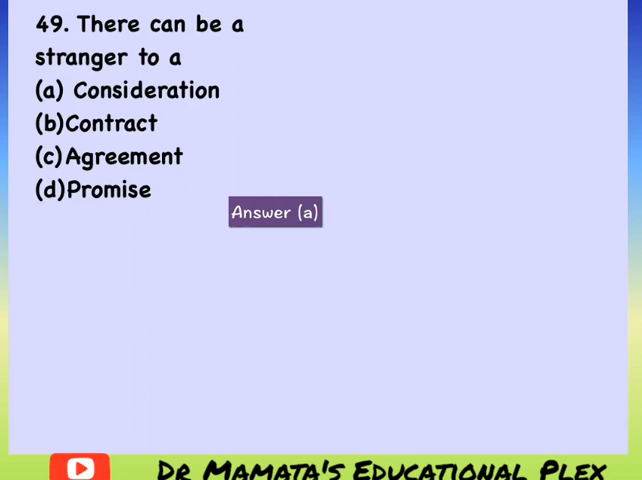 49. There can be a
stranger to a
(a) Consideration
(b)Contract
(c)Agreement
(d)Promise
Answer (a)
Dr Mamata's Educational Plex